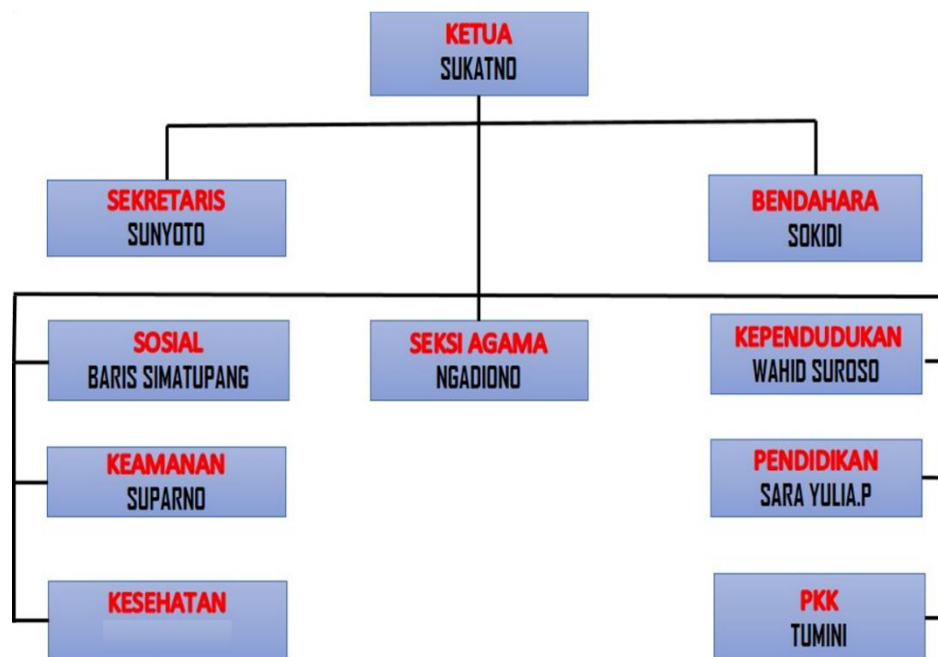 KETUA
SUKATNO
SEKRETARIS
SUNYOTO
BENDAHARA
SOKIDI
SOSIAL
BARIS SIMATUPANG
SEKSI AGAMA
NGADIONO
KEPENDUDUKAN
WAHID SUROSO
KEAMANAN
SUPARNO
PENDIDIKAN
SARA YULIA.P
KESEHATAN
PKK
TUMINI